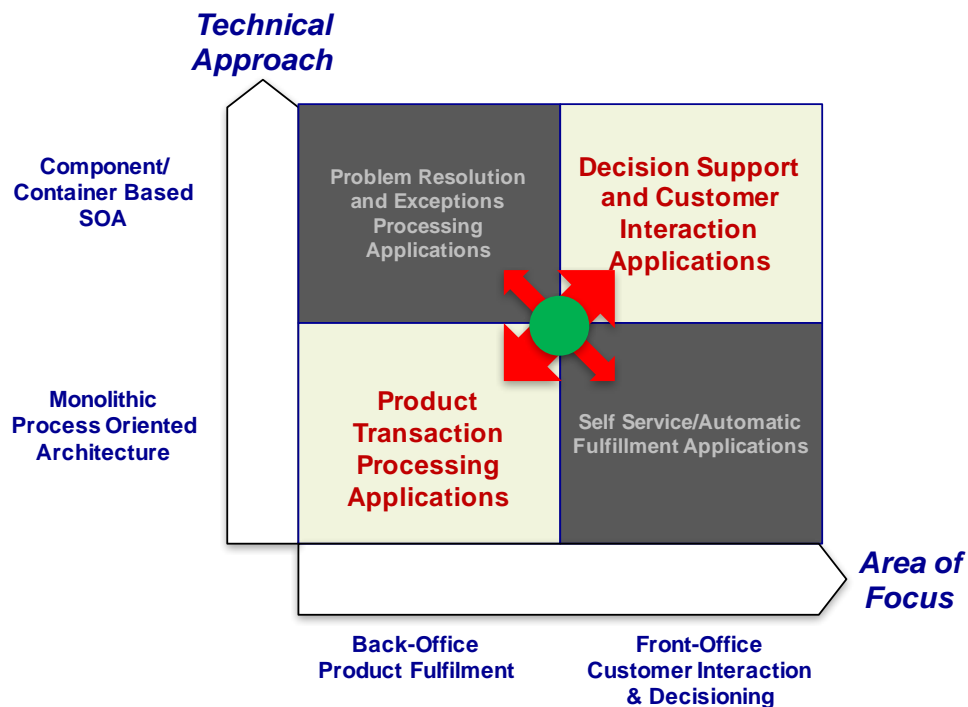 Technical
Approach
Component/
Container Based
SOA
Problem Resolution
and Exceptions
Processing
Applications
Decision Support
and Customer
Interaction
Applications
Monolithic
Process Oriented
Architecture
Product
Transaction
Processing
Applications
Self Service/Automatic
Fulfillment Applications
Area of
Focus
Back-Office
Product Fulfilment
Front-Office
Customer Interaction
& Decisioning